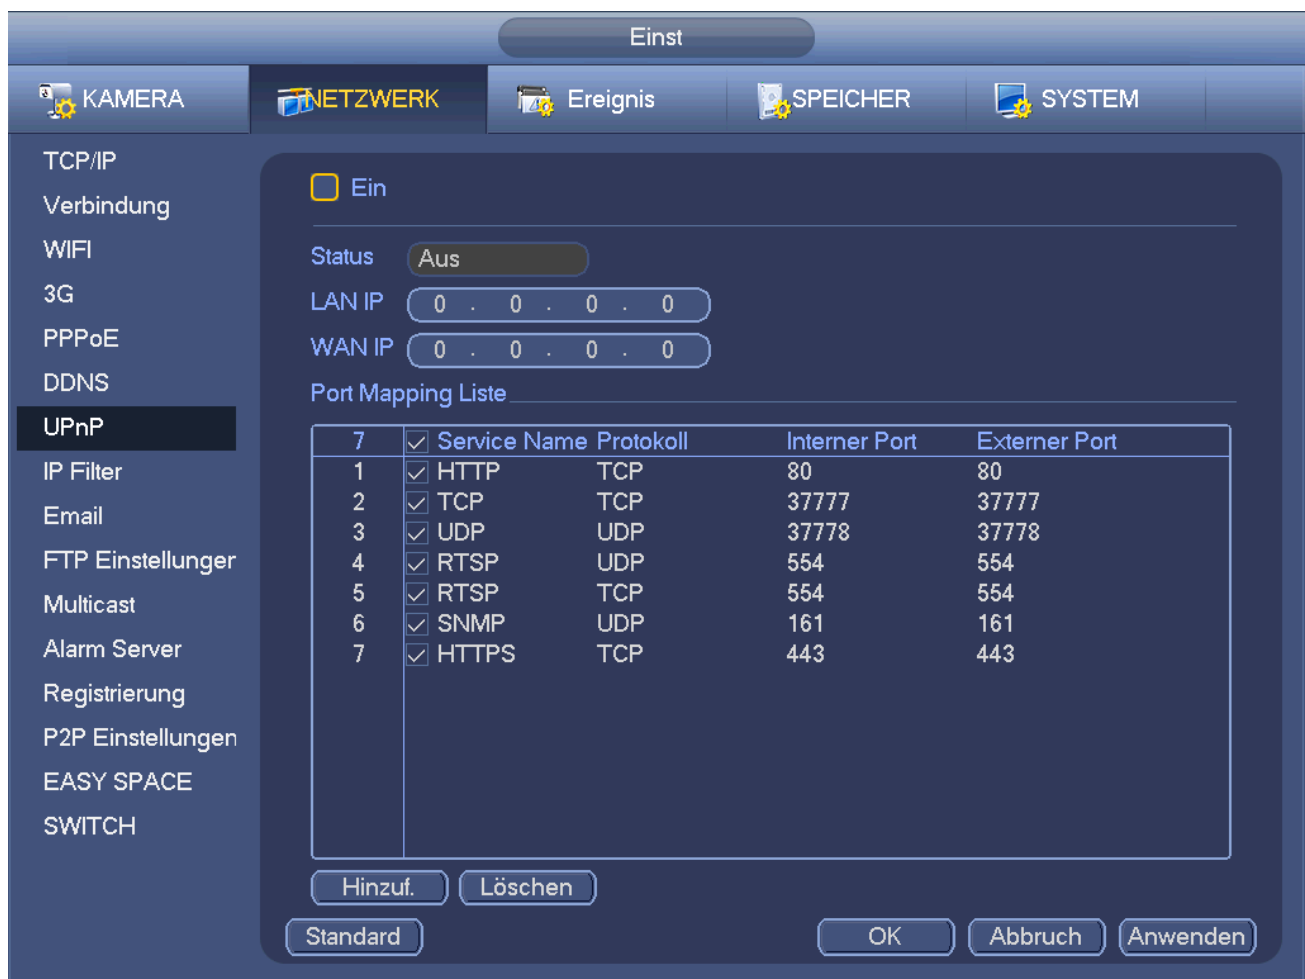 Einst
KAMERA NETZWERK Ereignis SPEICHER SYSTEM
TCP/IP
Verbindung
WIFI
3G
PPPoE
DDNS
UPnP
IP Filter
Email
FTP Einstellunger
Multicast
Alarm Server
Registrierung
P2P Einstellungen
EASY SPACE
SWITCH
Ein
Status Aus
LAN IP 0 . 0 . 0 . 0
WAN IP 0 . 0 . 0 . 0
Port Mapping Liste
7 Service Name Protokoll Interner Port Externer Port
1 HTTP TCP 80 80
2 TCP TCP 37777 37777
3 UDP UDP 37778 37778
4 RTSP UDP 554 554
5 RTSP TCP 554 554
6 SNMP UDP 161 161
7 HTTPS TCP 443 443
Hinzuf. Löschen
Standard OK Abbruch Anwenden